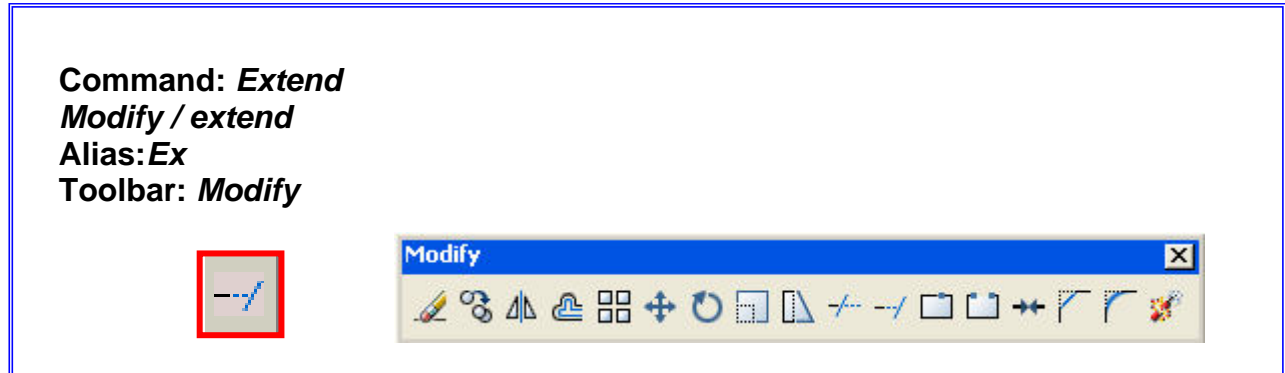 Command: Extend
Modify / extend
Alias:Ex
Toolbar: Modify
Modify